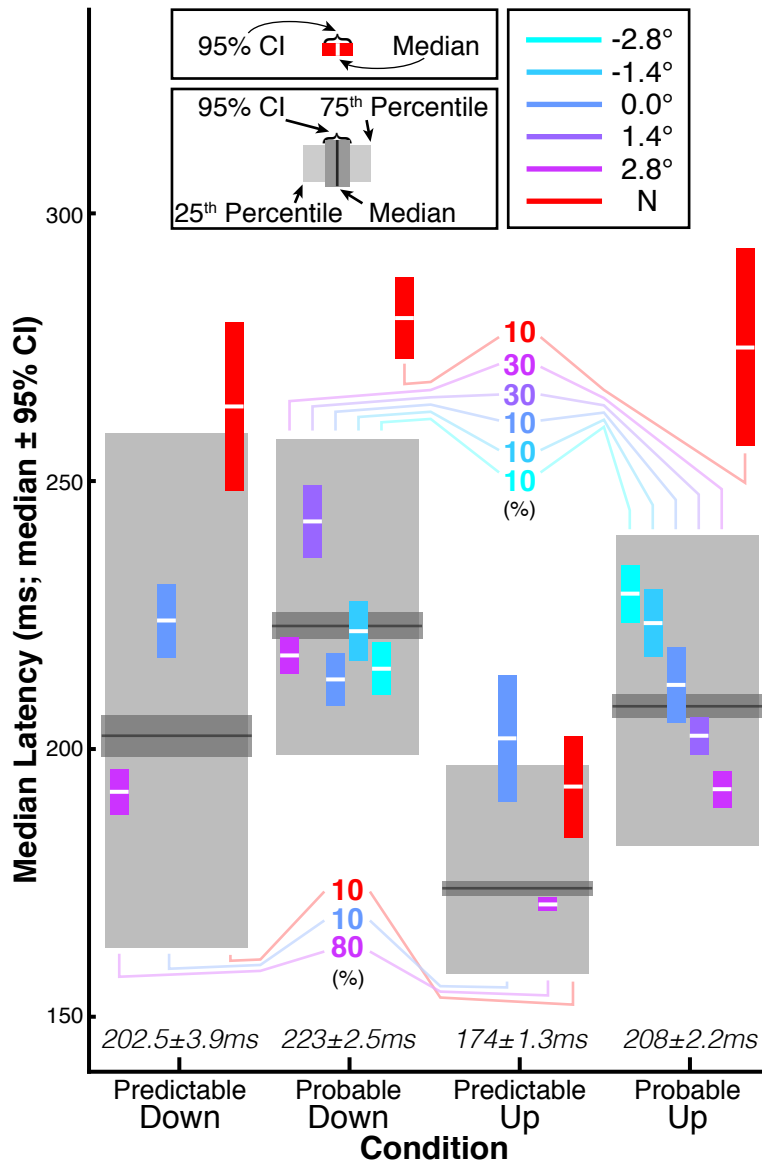 95% CI
Median
95% CI
75th Percentile
25th Percentile
Median
-2.8°
-1.4°
0.0°
1.4°
2.8°
N
300
250
200
150
Median Latency (ms; median ± 95% CI)
10
30
30
10
10
10
(%)
10
10
80
(%)
202.5±3.9ms
223±2.5ms
174±1.3ms
208±2.2ms
Predictable
Down
Probable
Down
Predictable
Up
Probable
Up
Condition